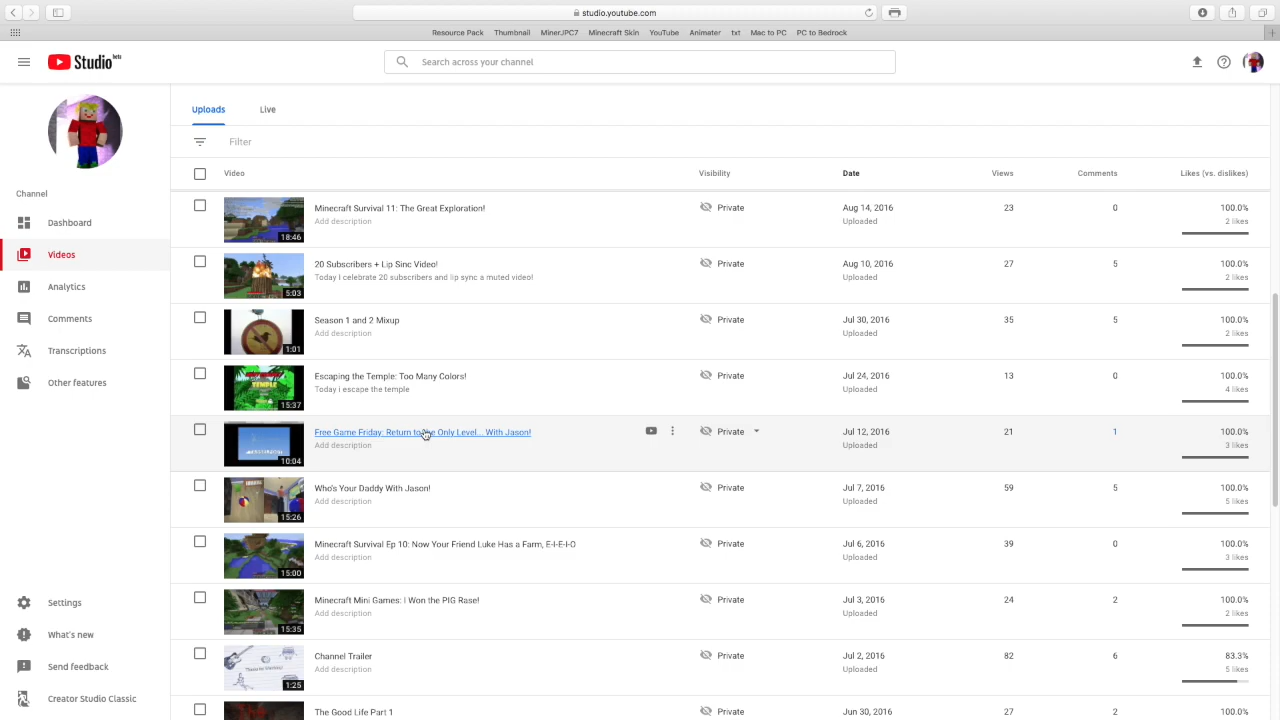 studio.youtube.com
Resource Pack Thumbnail MinerJPC7 Minecraft Skin YouTube Animater txt Mac to PC PC to Bedrock
Studio beta
Search across your channel
Uploads Live
Filter
Video Visibility Date Views Comments Likes (vs. dislikes)
Channel
Dashboard
Videos
Analytics
Comments
Transcriptions
Other features
Settings
What's new
Send feedback
Creator Studio Classic
18:46 Minecraft Survival 11: The Great Exploration! Private Aug 14, 2016 23 0 100.0%
Add description Uploaded 2 likes
5:03 20 Subscribers + Lip Sinc Video! Private Aug 10, 2016 27 5 100.0%
Today I celebrate 20 subscribers and lip sync a muted video! Uploaded 2 likes
1:01 Season 1 and 2 Mixup Private Jul 30, 2016 35 5 100.0%
Add description Uploaded 2 likes
TEMPLE
15:37 Escaping the Temple: Too Many Colors! Private Jul 24, 2016 13 0 100.0%
Today i escape the temple Uploaded 4 likes
10:04 Free Game Friday: Return to the Only Level... With Jason! Private Jul 12, 2016 21 1 100.0%
Add description Uploaded 3 likes
15:26 Who's Your Daddy With Jason! Private Jul 7, 2016 59 5 100.0%
Add description Uploaded 5 likes
15:00 Minecraft Survival Ep 10: Now Your Friend Luke Has a Farm, E-I-E-I-O Private Jul 6, 2016 39 0 100.0%
Add description Uploaded 3 likes
15:35 Minecraft Mini Games: I Won the PIG Rase! Private Jul 3, 2016 24 2 100.0%
Add description Uploaded 2 likes
1:25 Channel Trailer Private Jul 2, 2016 82 6 83.3%
Add description Uploaded 5 likes
The Good Life Part 1 Private Jun 30, 2016 27 2 100.0%